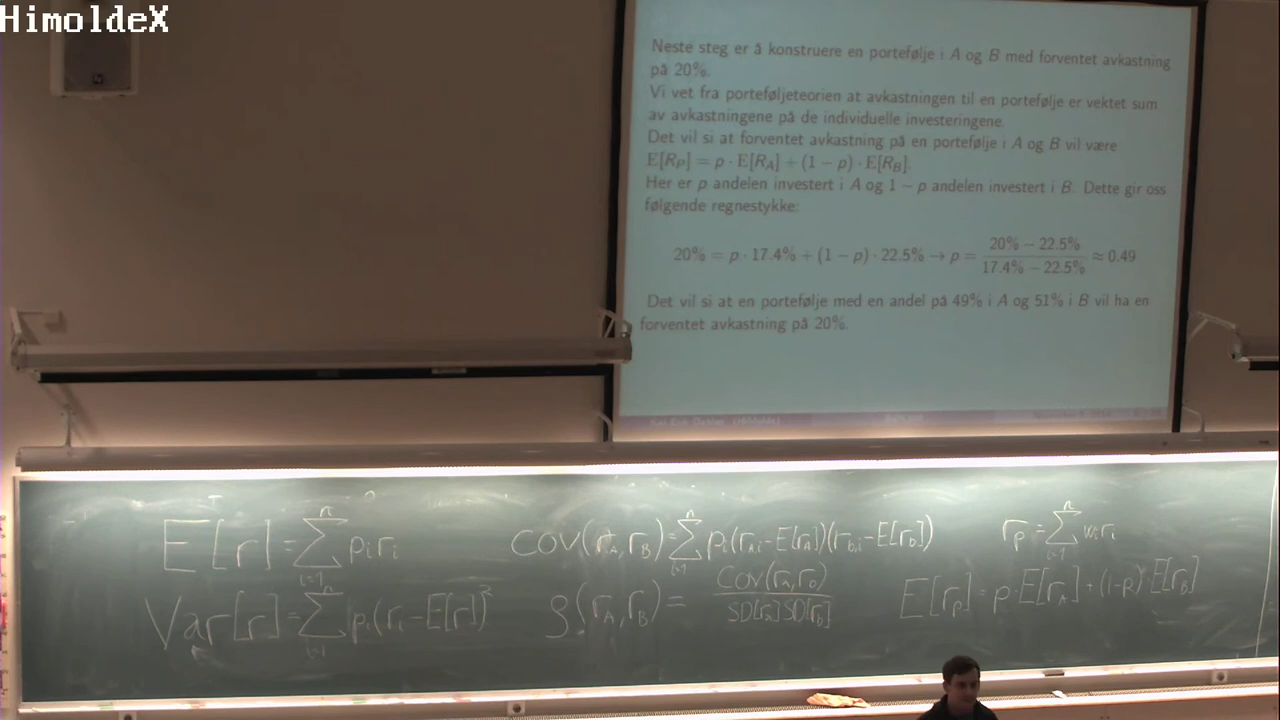 HimoldeX
Neste steg er å konstruere en portefølje i A og B med forventet avkastning
på 20%.
Vi vet fra porteføljeteorien at avkastningen til en portefølje er vektet sum
av avkastningene på de individuelle investeringene.
Det vil si at forventet avkastning på en portefølje i A og B vil være
E[R_P] = p · E[R_A] + (1 − p) · E[R_B].
Her er p andelen investert i A og 1 − p andelen investert i B. Dette gir oss
følgende regnestykke:
20% = p · 17.4% + (1 − p) · 22.5% → p = (20% − 22.5%) / (17.4% − 22.5%) ≈ 0.49
Det vil si at en portefølje med en andel på 49% i A og 51% i B vil ha en
forventet avkastning på 20%.
E[r] = ∑_{i=1}^{n} p_i r_i
Var[r] = ∑_{i=1}^{n} p_i (r_i − E[r])^2
COV(r_A, r_B) = ∑_{i=1}^{n} p_i (r_{A,i} − E[r_A])(r_{b,i} − E[r_b])
ρ(r_A, r_B) = Cov(r_a, r_b) / SD[r_a] SD[r_b]
r_p = ∑_{i=1}^{n} w_i r_i
E[r_p] = p · E[r_A] + (1 − p) · E[r_B]